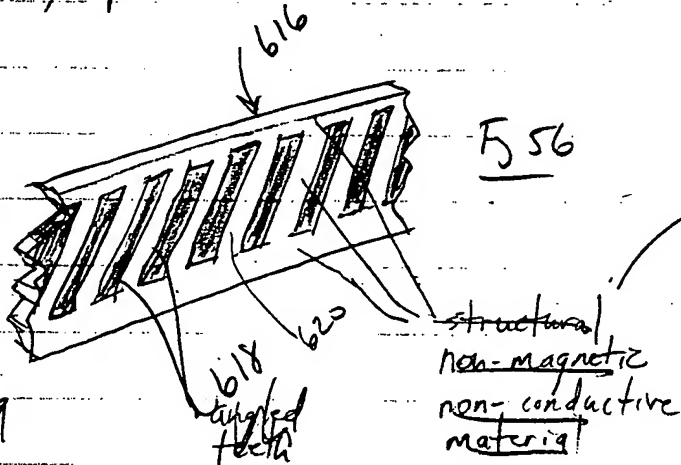 616
Fig 56
618
angled
teeth
620
structural
non-magnetic
non-conductive
material